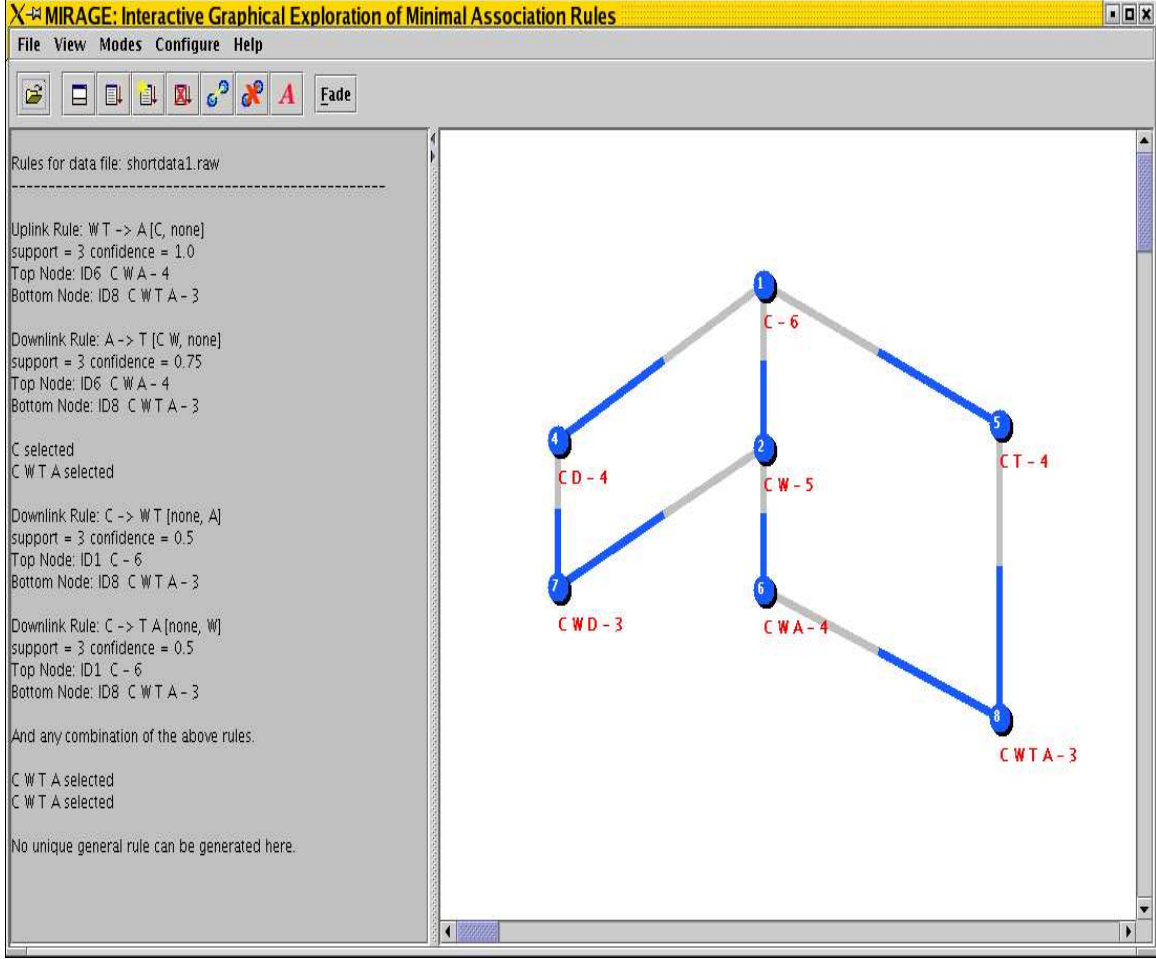 MIRAGE: Interactive Graphical Exploration of Minimal Association Rules
File View Modes Configure Help
A Fade
Rules for data file: shortdata1.raw
---------------------------------------------------
Uplink Rule: W T -> A [C, none]
support = 3 confidence = 1.0
Top Node: ID6 C W A - 4
Bottom Node: ID8 C W T A - 3
Downlink Rule: A -> T [C W, none]
support = 3 confidence = 0.75
Top Node: ID6 C W A - 4
Bottom Node: ID8 C W T A - 3
C selected
C W T A selected
Downlink Rule: C -> W T [none, A]
support = 3 confidence = 0.5
Top Node: ID1 C - 6
Bottom Node: ID8 C W T A - 3
Downlink Rule: C -> T A [none, W]
support = 3 confidence = 0.5
Top Node: ID1 C - 6
Bottom Node: ID8 C W T A - 3
And any combination of the above rules.
C W T A selected
C W T A selected
No unique general rule can be generated here.
1
C - 6
4
C D - 4
2
C W - 5
5
C T - 4
7
C W D - 3
6
C W A - 4
8
C W T A - 3